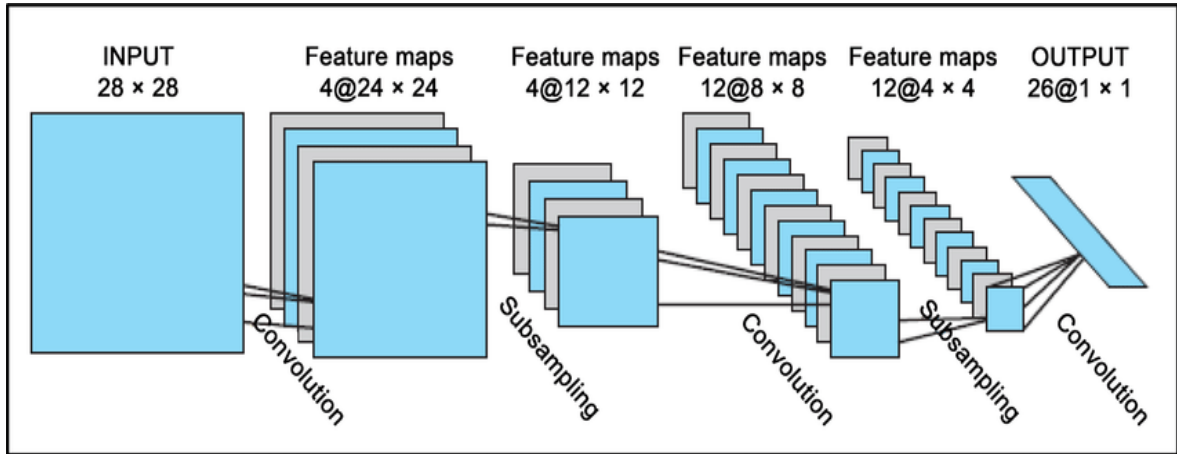 INPUT
28 × 28
Feature maps
4@24 × 24
Feature maps
4@12 × 12
Feature maps
12@8 × 8
Feature maps
12@4 × 4
OUTPUT
26@1 × 1
Convolution
Subsampling
Convolution
Subsampling
Convolution